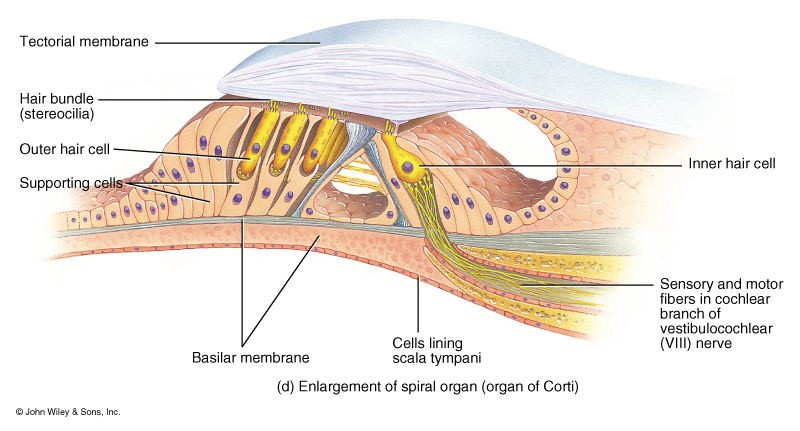 Tectorial membrane
Hair bundle
(stereocilia)
Outer hair cell
Supporting cells
Inner hair cell
Sensory and motor
fibers in cochlear
branch of
vestibulocochlear
(VIII) nerve
Basilar membrane
Cells lining
scala tympani
(d) Enlargement of spiral organ (organ of Corti)
© John Wiley & Sons, Inc.